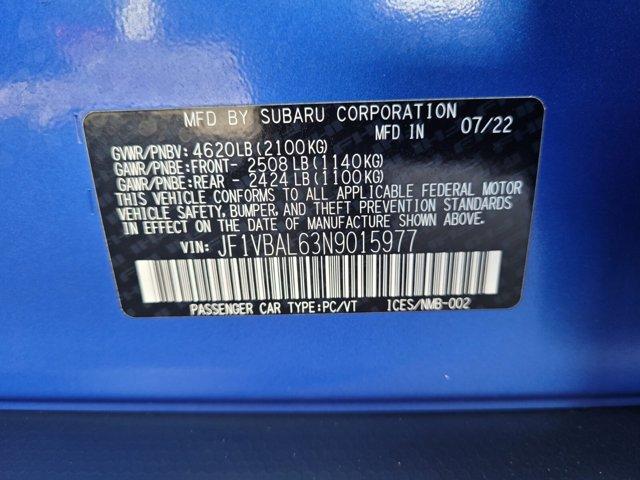 MFD BY SUBARU CORPORATION
MFD IN 07/22
GVWR/PNBV: 4620LB(2100KG)
GAWR/PNBE:FRONT- 2508LB(1140KG)
GAWR/PNBE:REAR - 2424LB(1100KG)
THIS VEHICLE CONFORMS TO ALL APPLICABLE FEDERAL MOTOR
VEHICLE SAFETY, BUMPER, AND THEFT PREVENTION STANDARDS
IN EFFECT ON THE DATE OF MANUFACTURE SHOWN ABOVE.
VIN: JF1VBAL63N9015977
PASSENGER CAR TYPE:PC/VT ICES/NMB-002